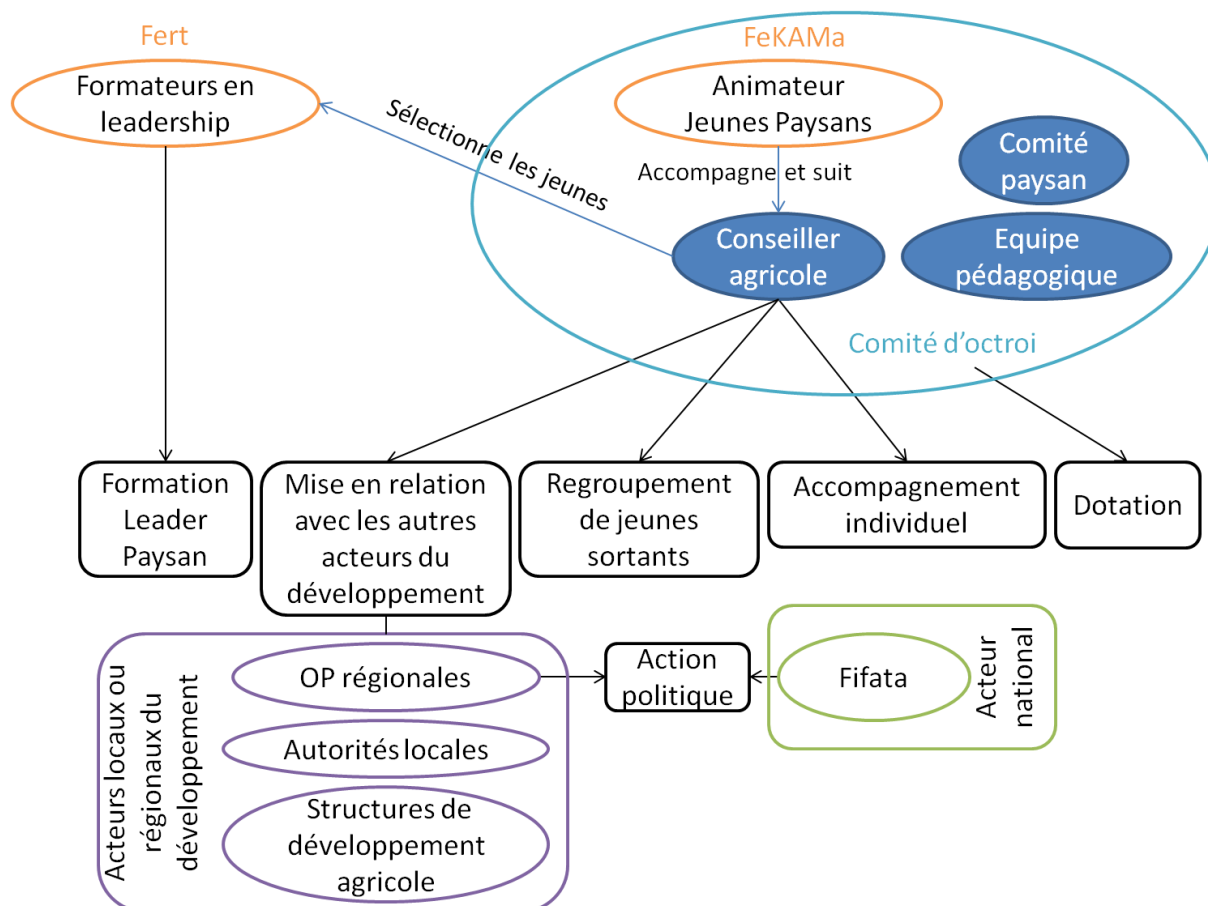 Fert
Formateurs en
leadership
Sélectionne les jeunes
FeKAMa
Animateur
Jeunes Paysans
Accompagne et suit
Conseiller
agricole
Comité
paysan
Equipe
pédagogique
Comité d'octroi
Formation
Leader
Paysan
Mise en relation
avec les autres
acteurs du
développement
Regroupement
de jeunes
sortants
Accompagnement
individuel
Dotation
Acteurs locaux ou
régionaux du
développement
OP régionales
Autorités locales
Structures de
développement
agricole
Action
politique
Fifata
Acteur
national